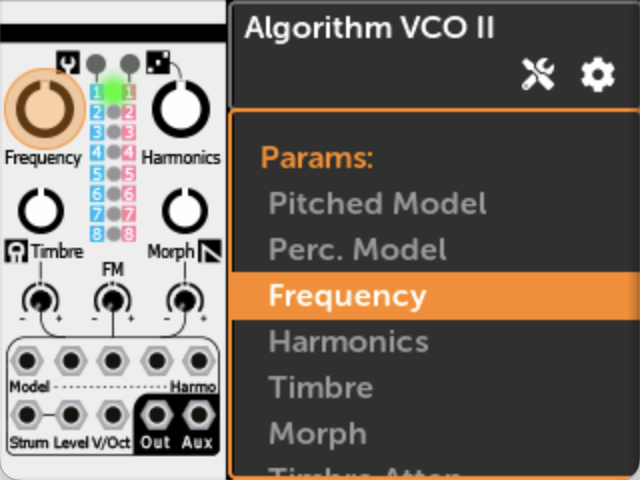 Algorithm VCO II
Frequency
Harmonics
1 1
2 2
3 3
4 4
5 5
6 6
7 7
8 8
Timbre
Morph
FM
- +
- +
- +
Model
Harmo
Strum
Level
V/Oct
Out
Aux
Params:
Pitched Model
Perc. Model
Frequency
Harmonics
Timbre
Morph
Timbre Atten